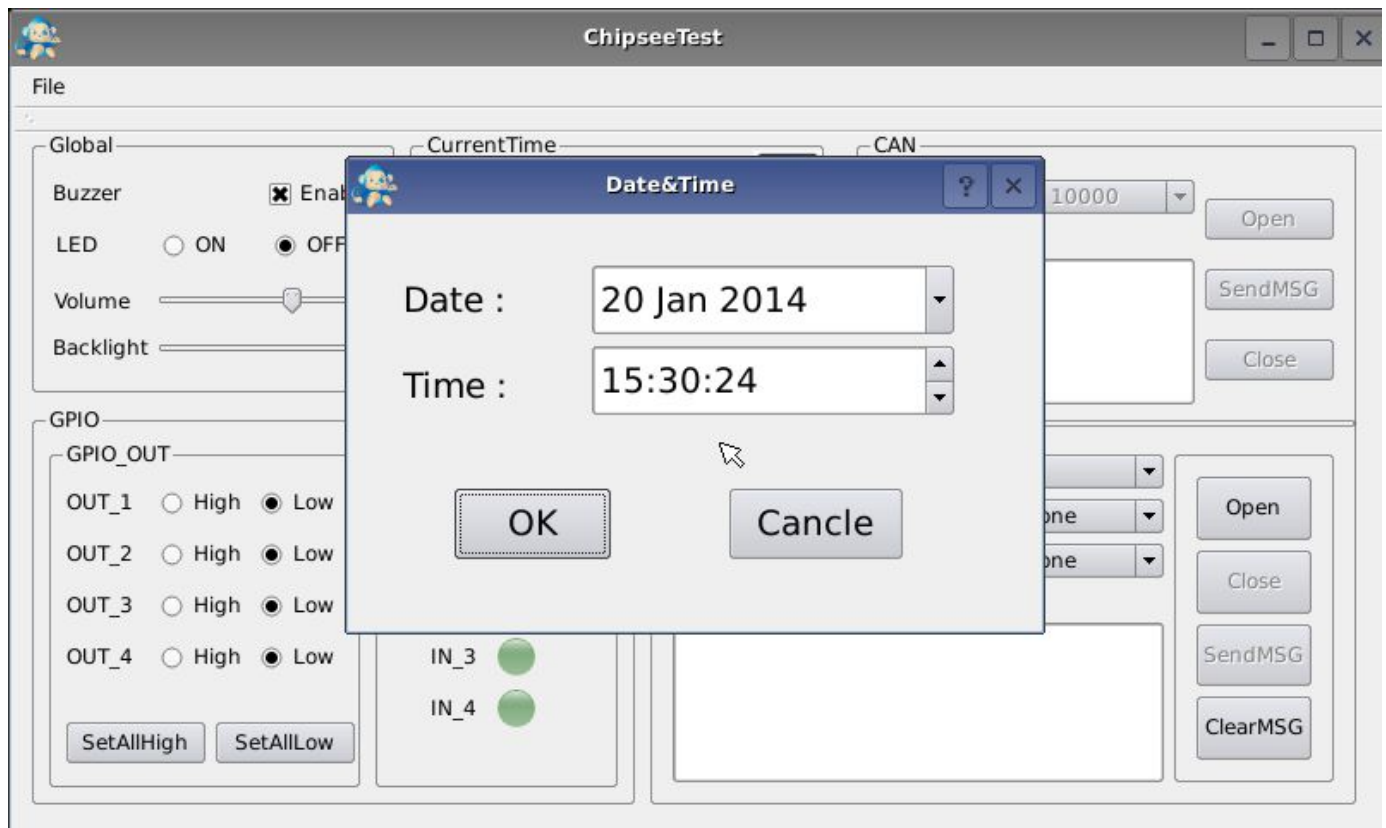 ChipseeTest
File
Global
CurrentTime
CAN
Buzzer
LED ON OFF
Volume
Backlight
10000
Open
SendMSG
Close
Date&Time
?
Date : 20 Jan 2014
Time : 15:30:24
OK Cancle
GPIO
GPIO_OUT
OUT_1 High Low
OUT_2 High Low
OUT_3 High Low
OUT_4 High Low
SetAllHigh SetAllLow
IN_3
IN_4
Open
Close
SendMSG
ClearMSG